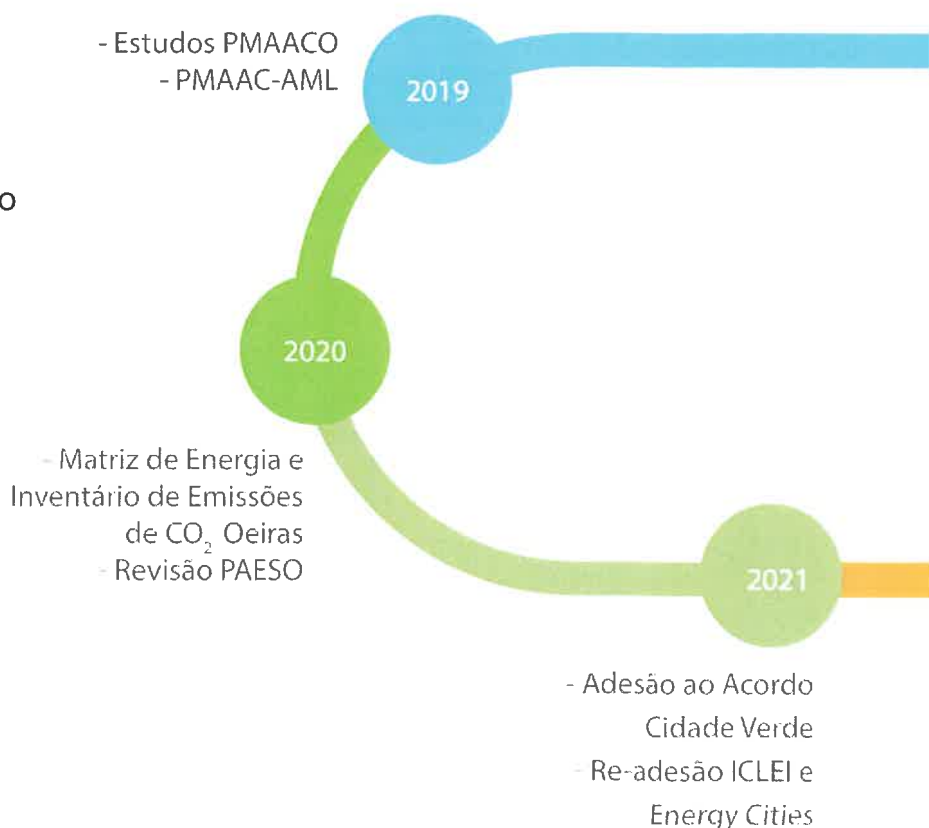 - Estudos PMAACO
- PMAAC-AML
2019
o
2020
- Matriz de Energia e
Inventário de Emissões
de CO₂ Oeiras
- Revisão PAESO
2021
- Adesão ao Acordo
Cidade Verde
- Re-adesão ICLEI e
Energy Cities